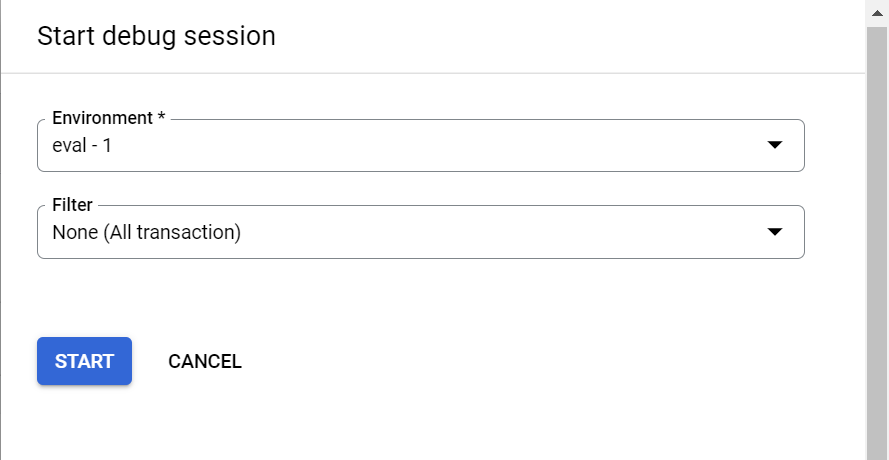 Start debug session
Environment *
eval - 1
Filter
None (All transaction)
START CANCEL